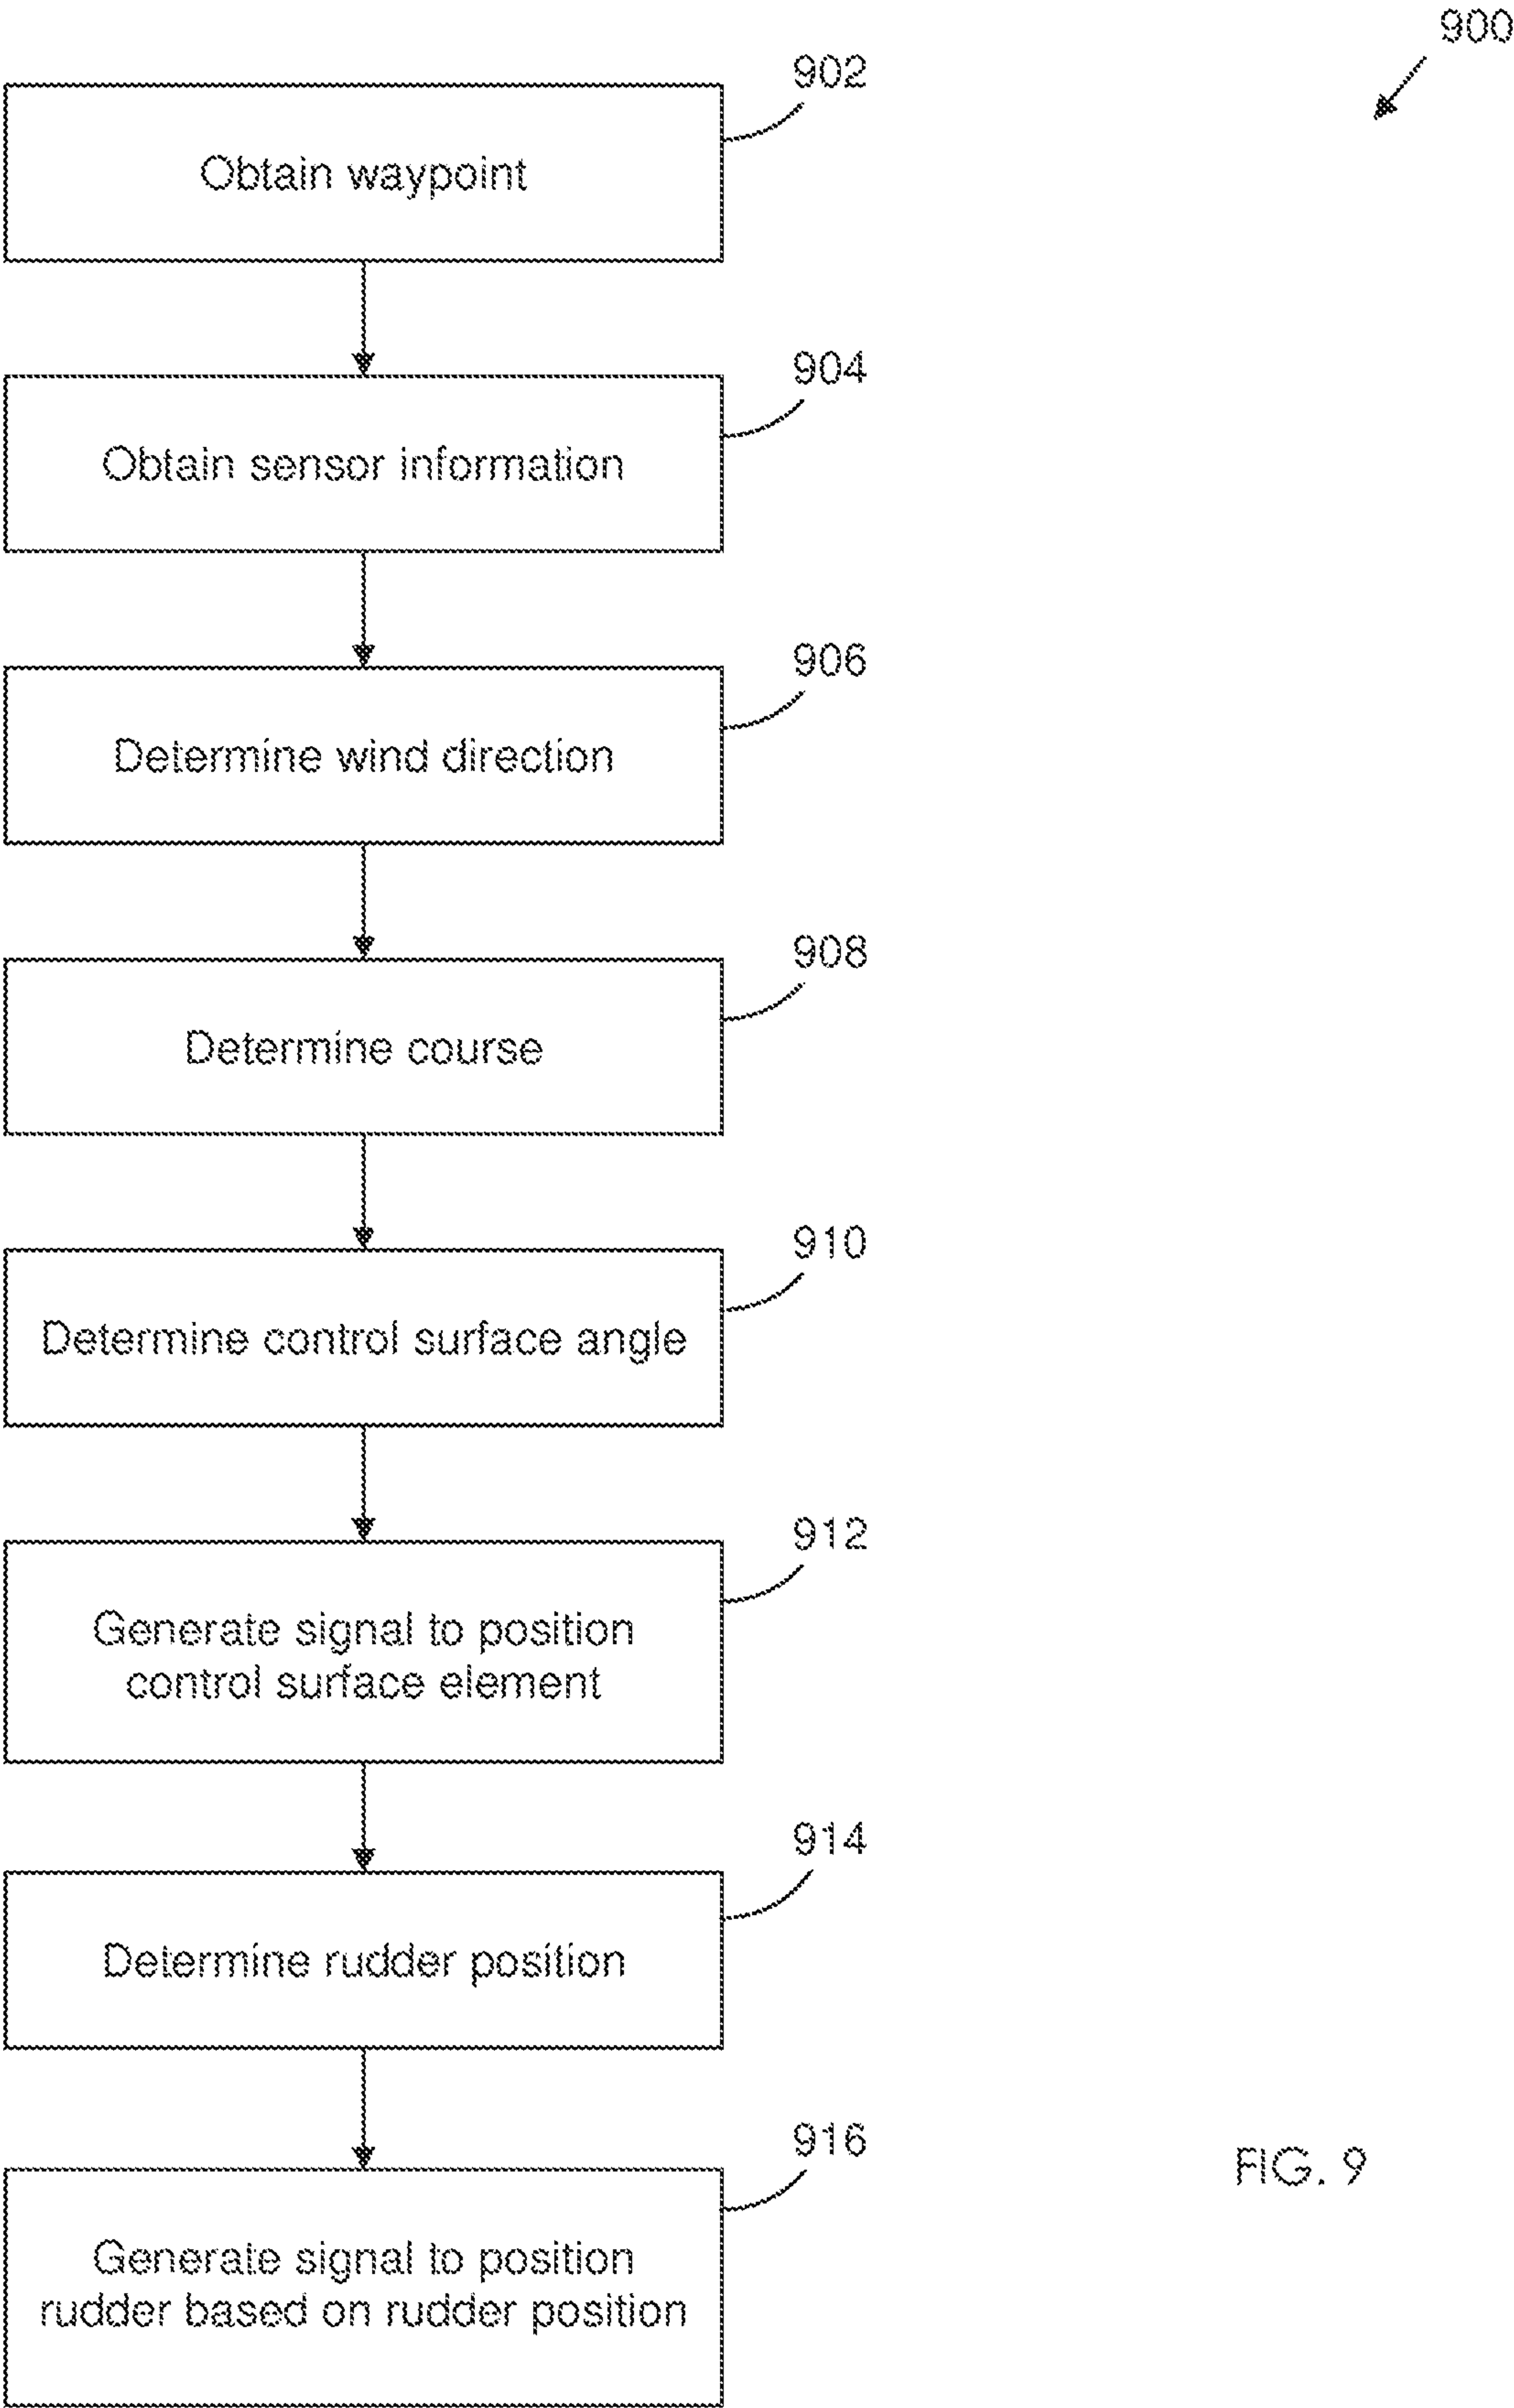 900
902
Obtain waypoint
904
Obtain sensor information
906
Determine wind direction
908
Determine course
910
Determine control surface angle
912
Generate signal to position
control surface element
914
Determine rudder position
916
Generate signal to position
rudder based on rudder position
FIG. 9